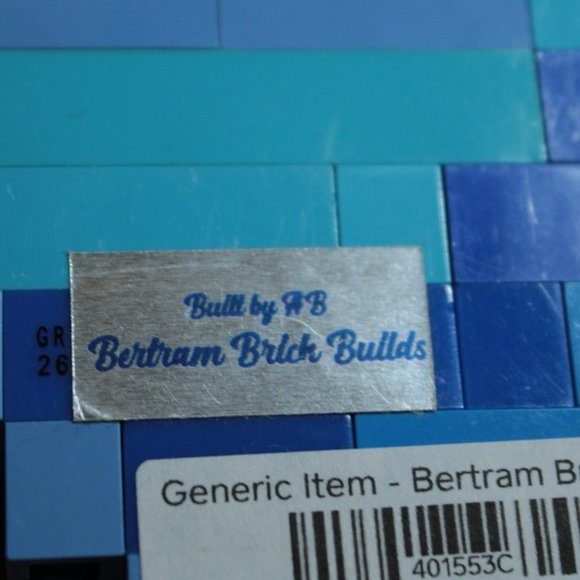 Built by AB
Bertram Brick Builds
GR
26
Generic Item - Bertram
401553C